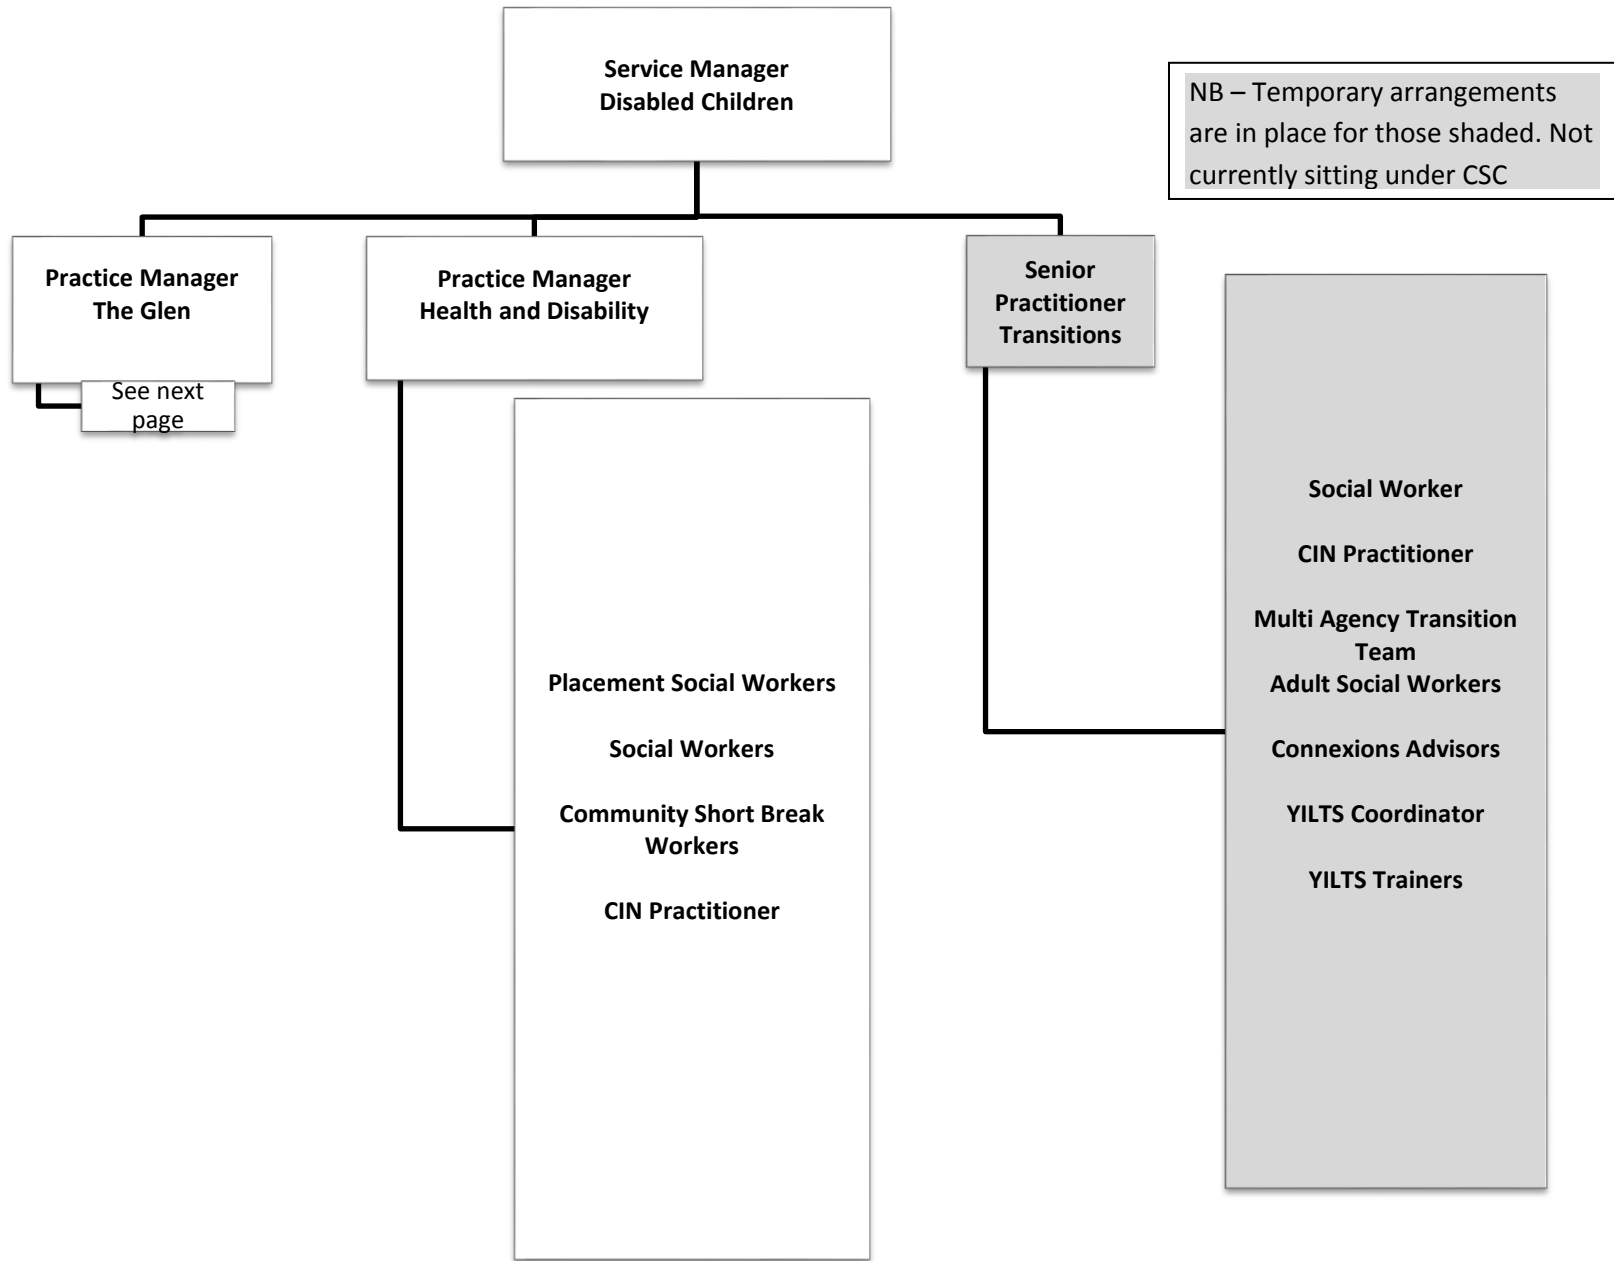 Service Manager
Disabled Children
NB – Temporary arrangements
are in place for those shaded. Not
currently sitting under CSC
Practice Manager
The Glen
See next
page
Practice Manager
Health and Disability
Senior
Practitioner
Transitions
Placement Social Workers
Social Workers
Community Short Break
Workers
CIN Practitioner
Social Worker
CIN Practitioner
Multi Agency Transition
Team
Adult Social Workers
Connexions Advisors
YILTS Coordinator
YILTS Trainers